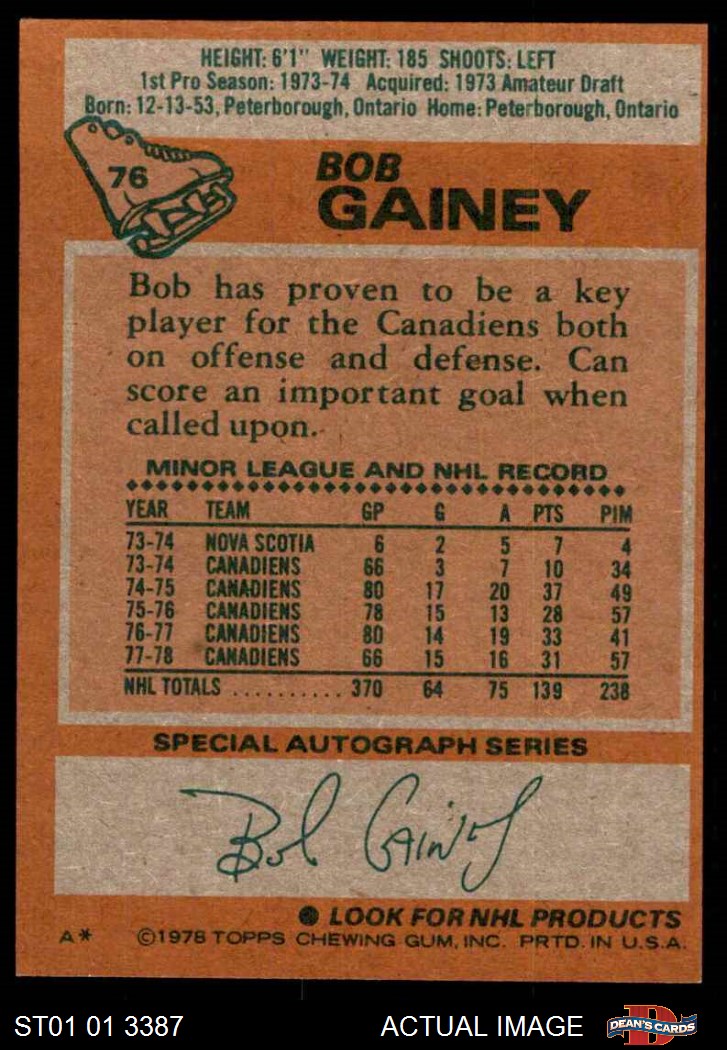 HEIGHT: 6'1" WEIGHT: 185 SHOOTS: LEFT
1st Pro Season: 1973-74 Acquired: 1973 Amateur Draft
Born: 12-13-53, Peterborough, Ontario Home: Peterborough, Ontario
76
BOB
GAINEY
Bob has proven to be a key
player for the Canadiens both
on offense and defense. Can
score an important goal when
called upon.
MINOR LEAGUE AND NHL RECORD
YEAR TEAM GP G A PTS PIM
73-74 NOVA SCOTIA 6 2 5 7 4
73-74 CANADIENS 66 3 7 10 34
74-75 CANADIENS 80 17 20 37 49
75-76 CANADIENS 78 15 13 28 57
76-77 CANADIENS 80 14 19 33 41
77-78 CANADIENS 66 15 16 31 57
NHL TOTALS .......... 370 64 75 139 238
SPECIAL AUTOGRAPH SERIES
Bob Gainey
LOOK FOR NHL PRODUCTS
A* ©1978 TOPPS CHEWING GUM, INC. PRTD. IN U.S.A.
ST01 01 3387 ACTUAL IMAGE D DEAN'S CARDS